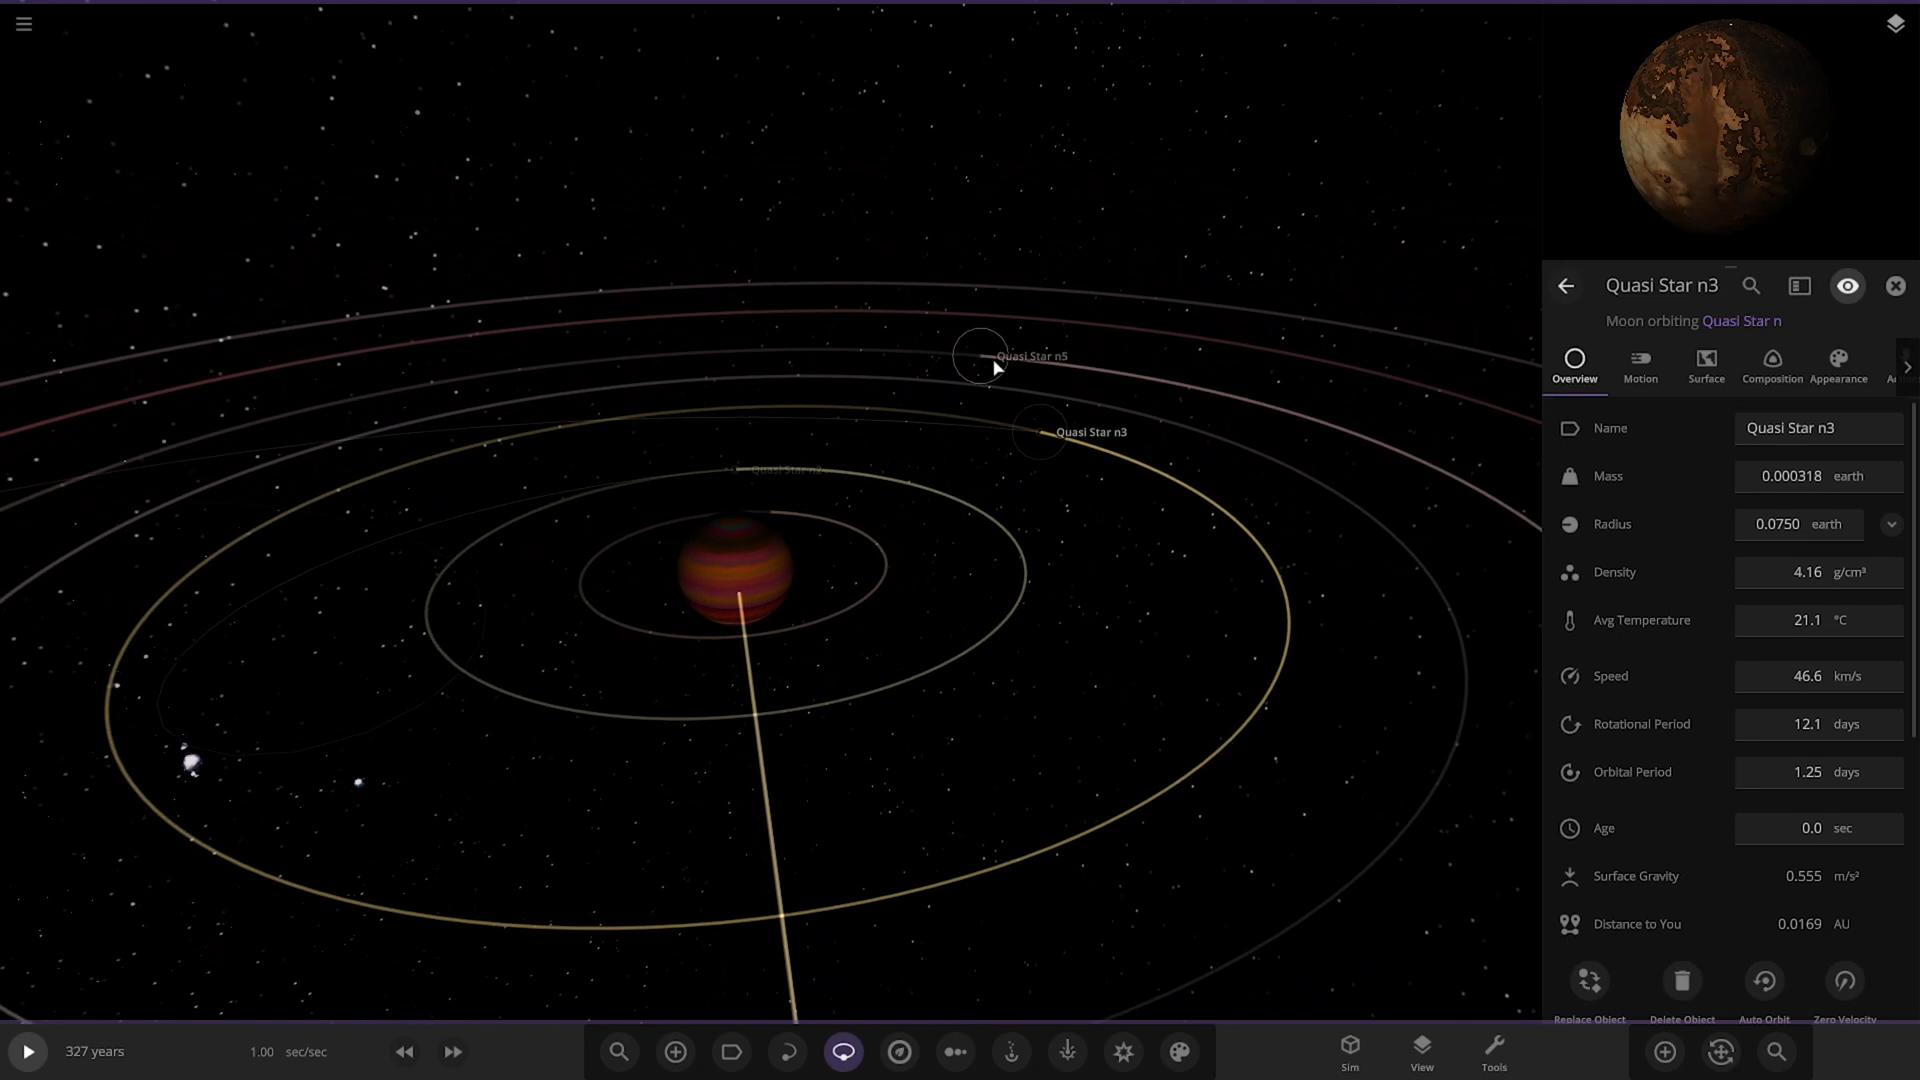 Quasi Star n5
Quasi Star n3
Quasi Star n3
Moon orbiting Quasi Star n
Overview
Motion
Surface
Composition
Appearance
Name
Quasi Star n3
Mass
0.000318 earth
Radius
0.0750 earth
Density
4.16 g/cm³
Avg Temperature
21.1 °C
Speed
46.6 km/s
Rotational Period
12.1 days
Orbital Period
1.25 days
Age
0.0 sec
Surface Gravity
0.555 m/s²
Distance to You
0.0169 AU
Replace Object
Delete Object
Auto Orbit
Zero Velocity
327 years
1.00 sec/sec
Sim
View
Tools